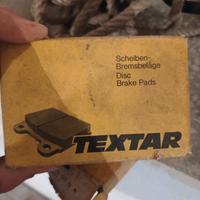 Scheiben-
Bremsbeläge
Disc
Brake Pads
TEXTAR